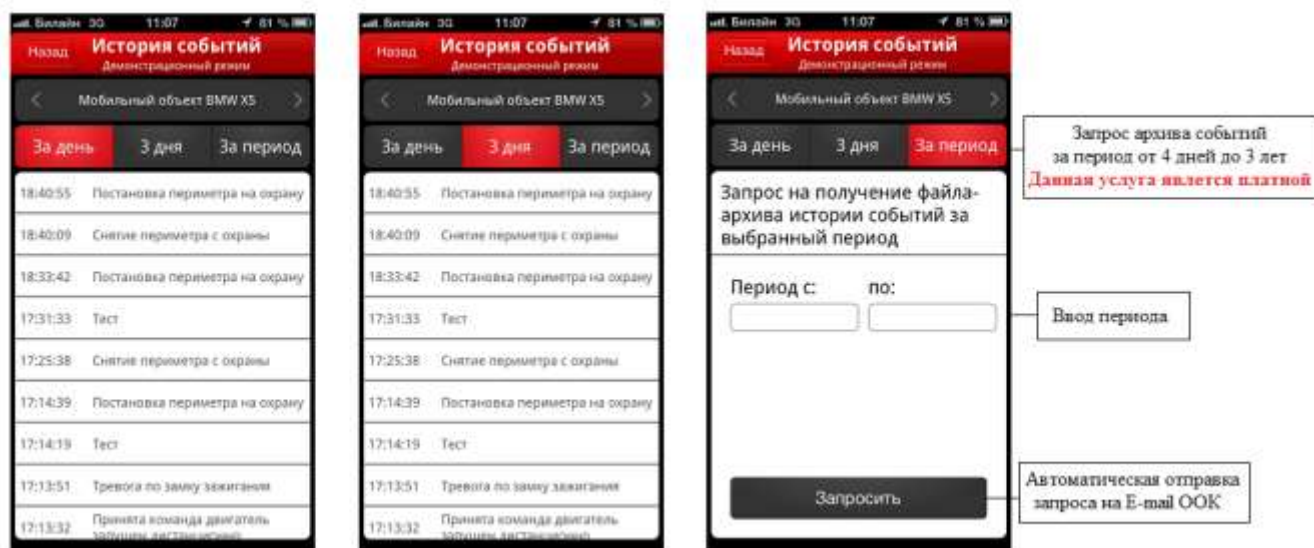 Билайн 3G 11:07 81 %
Назад
История событий
Демонстрационный режим
Мобильный объект BMW X5
За день 3 дня За период
18:40:55 Постановка периметра на охрану
18:40:09 Снятие периметра с охраны
18:33:42 Постановка периметра на охрану
17:31:33 Тест
17:25:38 Снятие периметра с охраны
17:14:39 Постановка периметра на охрану
17:14:19 Тест
17:13:51 Тревога по замку зажигания
17:13:32 Принята команда двигатель
запущен дистанционно
Билайн 3G 11:07 81 %
Назад
История событий
Демонстрационный режим
Мобильный объект BMW X5
За день 3 дня За период
18:40:55 Постановка периметра на охрану
18:40:09 Снятие периметра с охраны
18:33:42 Постановка периметра на охрану
17:31:33 Тест
17:25:38 Снятие периметра с охраны
17:14:39 Постановка периметра на охрану
17:14:19 Тест
17:13:51 Тревога по замку зажигания
17:13:32 Принята команда двигатель
запущен дистанционно
Билайн 3G 11:07 81 %
Назад
История событий
Демонстрационный режим
Мобильный объект BMW X5
За день 3 дня За период
Запрос на получение файла-
архива истории событий за
выбранный период
Период с: по:
Запросить
Запрос архива событий
за период от 4 дней до 3 лет
Данная услуга явлется платной
Ввод периода
Автоматическая отправка
запроса на E-mail ООК